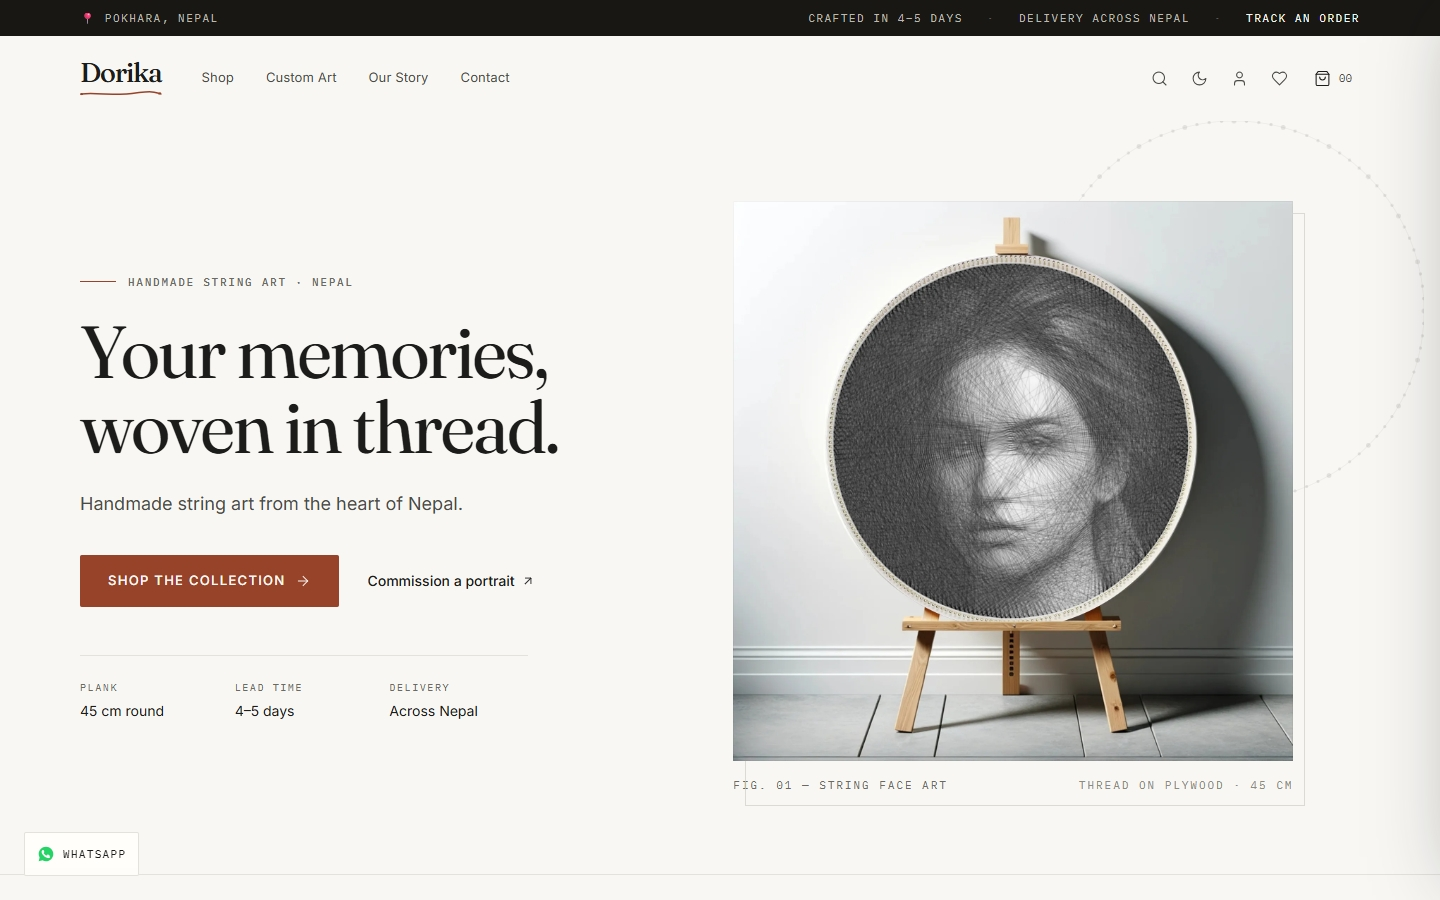 POKHARA, NEPAL
CRAFTED IN 4–5 DAYS · DELIVERY ACROSS NEPAL · TRACK AN ORDER
Dorika
Shop
Custom Art
Our Story
Contact
00
HANDMADE STRING ART · NEPAL
Your memories,
woven in thread.
Handmade string art from the heart of Nepal.
SHOP THE COLLECTION →
Commission a portrait ↗
PLANK
45 cm round
LEAD TIME
4–5 days
DELIVERY
Across Nepal
FIG. 01 — STRING FACE ART
THREAD ON PLYWOOD · 45 CM
WHATSAPP